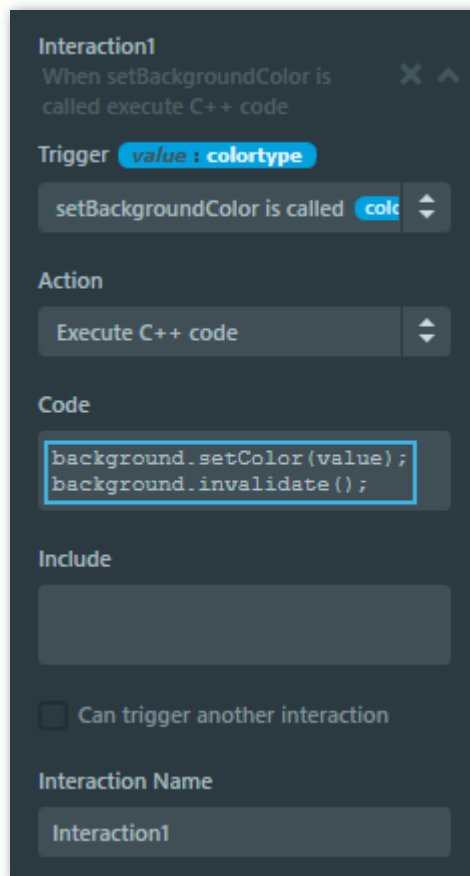 Interaction1
When setBackgroundColor is
called execute C++ code
Trigger value : colortype
setBackgroundColor is called
Action
Execute C++ code
Code
background.setColor(value);
background.invalidate();
Include
Can trigger another interaction
Interaction Name
Interaction1